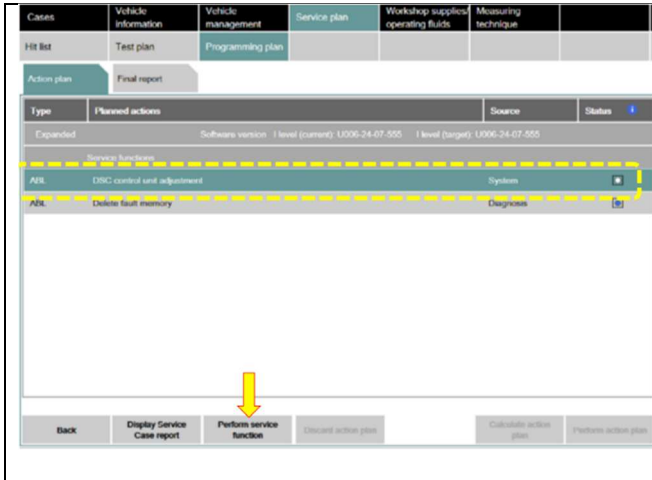 Cases
Vehicle information
Vehicle management
Service plan
Workshop supplies/ operating fluids
Measuring technique
Hit list
Test plan
Programming plan
Action plan
Final report
Type Planned actions Source Status i
Expanded Software version I level (current): U006-24-07-555 I level (target): U006-24-07-555
Service functions
ABL DSC control unit adjustment System
ABL Delete fault memory Diagnosis
Back
Display Service Case report
Perform service function
Discard action plan
Calculate action plan
Perform action plan